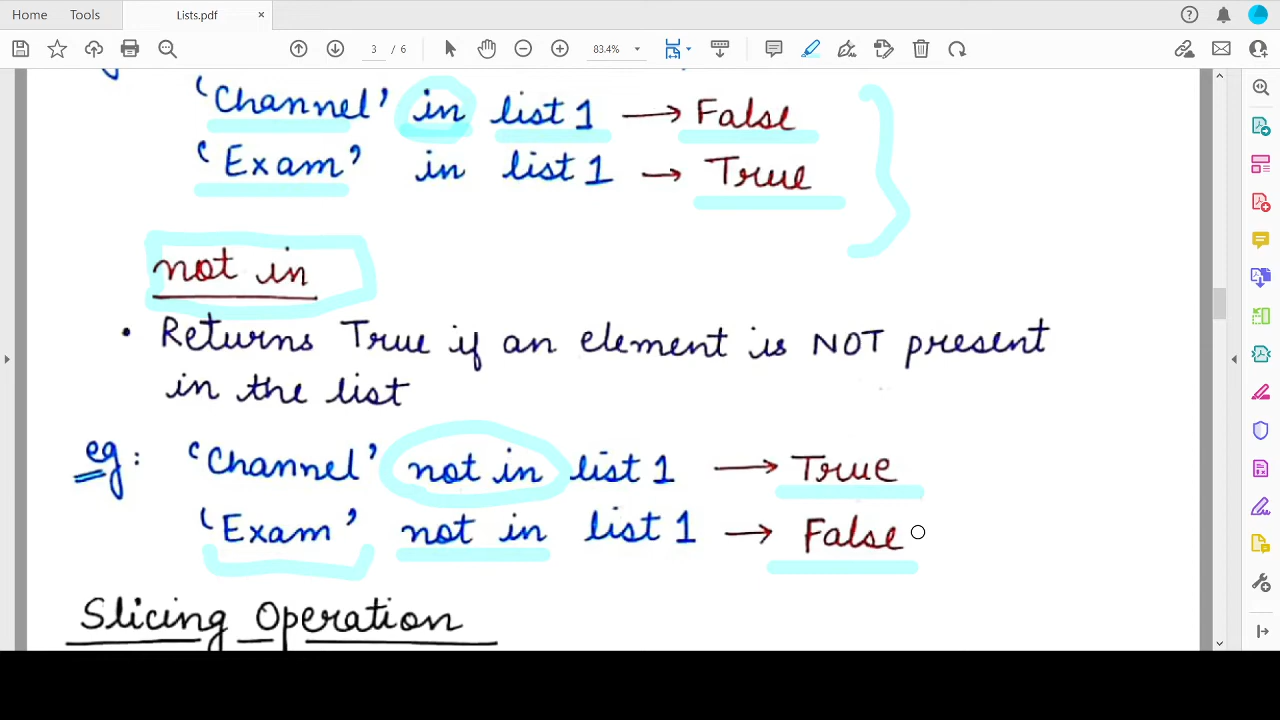 Home Tools Lists.pdf ×
3 / 6 83.4%
'Channel' in list 1 → False
'Exam' in list 1 → True
not in
• Returns True if an element is NOT present
in the list
eg: 'Channel' not in list 1 → True
'Exam' not in list 1 → False
Slicing Operation